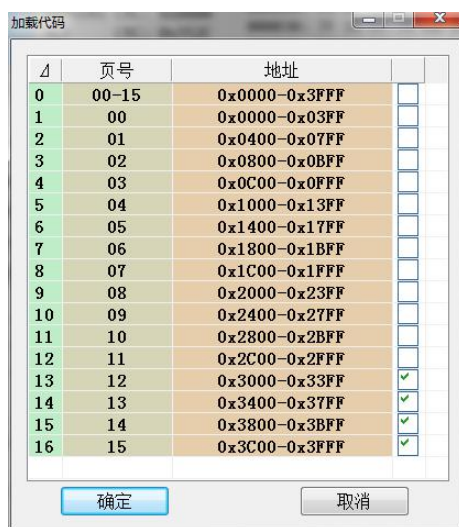 加载代码
⊿ 页号 地址
0 00-15 0x0000-0x3FFF
1 00 0x0000-0x03FF
2 01 0x0400-0x07FF
3 02 0x0800-0x0BFF
4 03 0x0C00-0x0FFF
5 04 0x1000-0x13FF
6 05 0x1400-0x17FF
7 06 0x1800-0x1BFF
8 07 0x1C00-0x1FFF
9 08 0x2000-0x23FF
10 09 0x2400-0x27FF
11 10 0x2800-0x2BFF
12 11 0x2C00-0x2FFF
13 12 0x3000-0x33FF
14 13 0x3400-0x37FF
15 14 0x3800-0x3BFF
16 15 0x3C00-0x3FFF
确定 取消